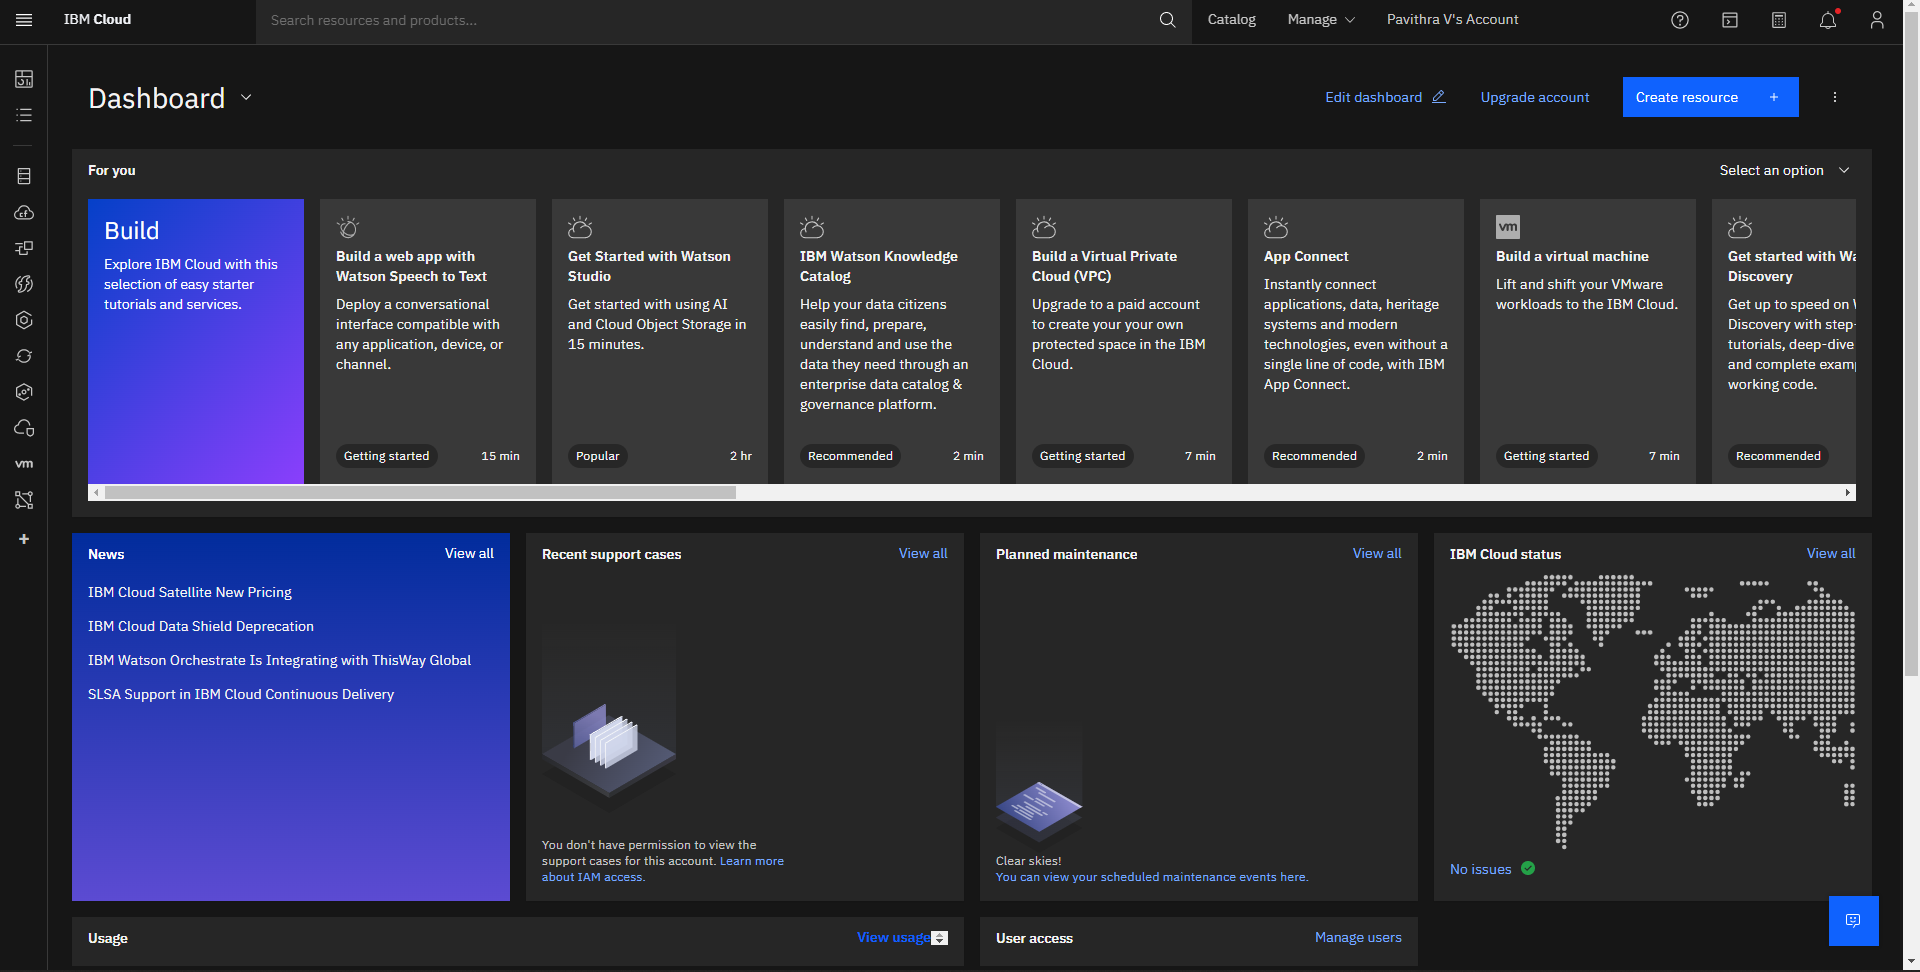 IBM Cloud
Search resources and products...
Catalog
Manage
Pavithra V's Account
Dashboard
Edit dashboard
Upgrade account
Create resource +
For you
Select an option
Build
Explore IBM Cloud with this
selection of easy starter
tutorials and services.
Build a web app with
Watson Speech to Text
Deploy a conversational
interface compatible with
any application, device, or
channel.
Getting started 15 min
Get Started with Watson
Studio
Get started with using AI
and Cloud Object Storage in
15 minutes.
Popular 2 hr
IBM Watson Knowledge
Catalog
Help your data citizens
easily find, prepare,
understand and use the
data they need through an
enterprise data catalog &
governance platform.
Recommended 2 min
Build a Virtual Private
Cloud (VPC)
Upgrade to a paid account
to create your your own
protected space in the IBM
Cloud.
Getting started 7 min
App Connect
Instantly connect
applications, data, heritage
systems and modern
technologies, even without a
single line of code, with IBM
App Connect.
Recommended 2 min
vm
Build a virtual machine
Lift and shift your VMware
workloads to the IBM Cloud.
Getting started 7 min
Get started with
Discovery
Get up to speed on
Discovery with step-
tutorials, deep-dive
and complete
working code.
Recommended
cf
vm
News View all
IBM Cloud Satellite New Pricing
IBM Cloud Data Shield Deprecation
IBM Watson Orchestrate Is Integrating with ThisWay Global
SLSA Support in IBM Cloud Continuous Delivery
Recent support cases View all
You don't have permission to view the
support cases for this account. Learn more
about IAM access.
Planned maintenance View all
Clear skies!
You can view your scheduled maintenance events here.
IBM Cloud status View all
No issues
Usage View usage
User access Manage users